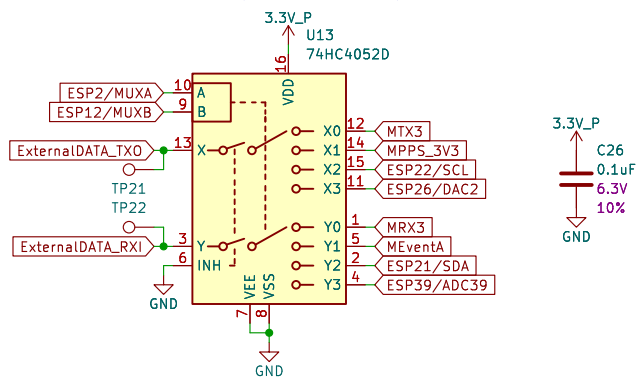 3.3V_P
U13
74HC4052D
16
VDD
ESP2/MUXA
10
A
ESP12/MUXB
9
B
ExternalDATA_TXO
13
X
TP21
TP22
ExternalDATA_RXI
3
Y
6
INH
GND
X0
12
MTX3
X1
14
MPPS_3V3
X2
15
ESP22/SCL
X3
11
ESP26/DAC2
Y0
1
MRX3
Y1
5
MEventA
Y2
2
ESP21/SDA
Y3
4
ESP39/ADC39
VEE
VSS
7
8
GND
3.3V_P
C26
0.1uF
6.3V
10%
GND